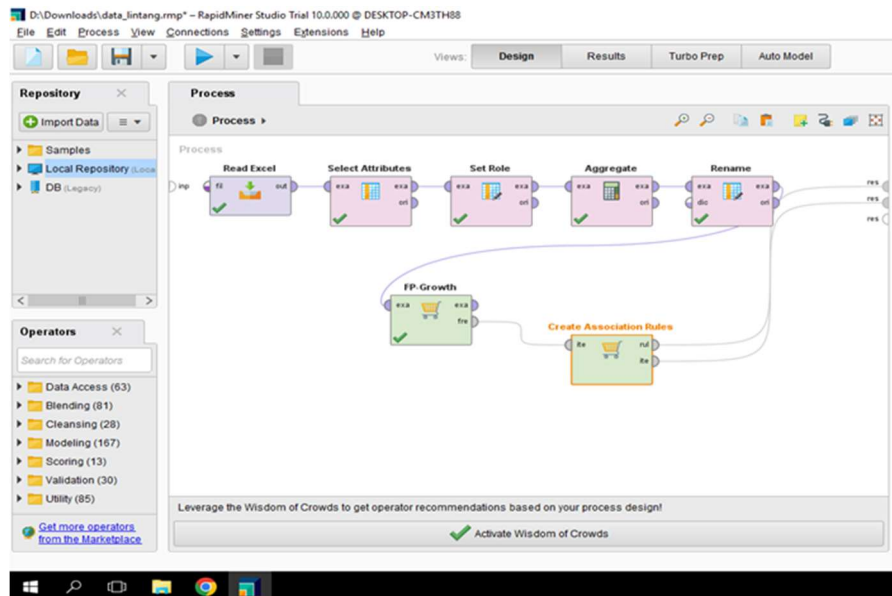 D:\Downloads\data_lintang.rmp* – RapidMiner Studio Trial 10.0.000 @ DESKTOP-CM3TH88
File Edit Process View Connections Settings Extensions Help
Views: Design Results Turbo Prep Auto Model
Repository
Import Data
Samples
Local Repository (Loca
DB (Legacy)
Operators
Search for Operators
Data Access (63)
Blending (81)
Cleansing (28)
Modeling (167)
Scoring (13)
Validation (30)
Utility (85)
Get more operators
from the Marketplace
Process
Process
Process
Read Excel Select Attributes Set Role Aggregate Rename
inp fil out exa exa exa exa exa exa exa exa res
ori ori ori dic ori res
res
FP-Growth
exa exa
fre
Create Association Rules
ite rul
ite
Leverage the Wisdom of Crowds to get operator recommendations based on your process design!
Activate Wisdom of Crowds